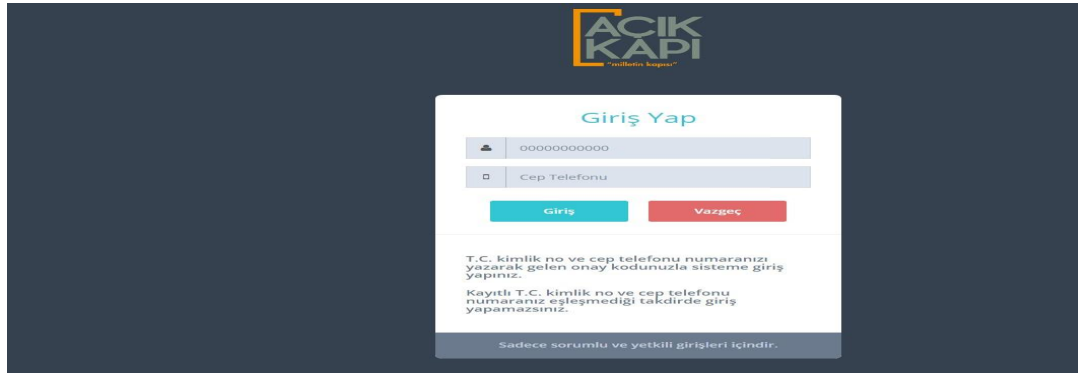 AÇIK
KAPI
"milletin kapısı"
Giriş Yap
00000000000
Cep Telefonu
Giriş
Vazgeç
T.C. kimlik no ve cep telefonu numaranızı
yazarak gelen onay kodunuzla sisteme giriş
yapınız.
Kayıtlı T.C. kimlik no ve cep telefonu
numaranız eşleşmediği takdirde giriş
yapamazsınız.
Sadece sorumlu ve yetkili girişleri içindir.